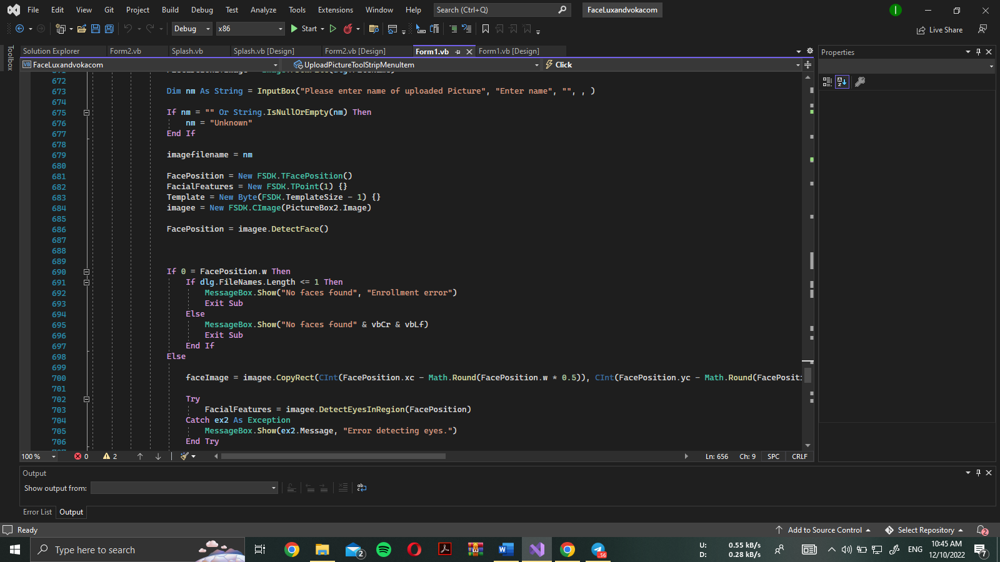 File Edit View Git Project Build Debug Test Analyze Tools Extensions Window Help Search (Ctrl+Q) FaceLuxandvokacom
Debug x86 Start Live Share
Toolbox
Solution Explorer Form2.vb Splash.vb Splash.vb [Design] Form2.vb [Design] Form1.vb Form1.vb [Design] Properties
VB FaceLuxandvokacom UploadPictureToolStripMenuItem Click
672
673 Dim nm As String = InputBox("Please enter name of uploaded Picture", "Enter name", "", , )
674
675 If nm = "" Or String.IsNullOrEmpty(nm) Then
676 nm = "Unknown"
677 End If
678
679 imagefilename = nm
680
681 FacePosition = New FSDK.TFacePosition()
682 FacialFeatures = New FSDK.TPoint(1) {}
683 Template = New Byte(FSDK.TemplateSize - 1) {}
684 imagee = New FSDK.CImage(PictureBox2.Image)
685
686 FacePosition = imagee.DetectFace()
687
688
689
690 If 0 = FacePosition.w Then
691 If dlg.FileNames.Length <= 1 Then
692 MessageBox.Show("No faces found", "Enrollment error")
693 Exit Sub
694 Else
695 MessageBox.Show("No faces found" & vbCr & vbLf)
696 Exit Sub
697 End If
698 Else
699
700 faceImage = imagee.CopyRect(CInt(FacePosition.xc - Math.Round(FacePosition.w * 0.5)), CInt(FacePosition.yc - Math.Round(FacePositi
701
702 Try
703 FacialFeatures = imagee.DetectEyesInRegion(FacePosition)
704 Catch ex2 As Exception
705 MessageBox.Show(ex2.Message, "Error detecting eyes.")
706 End Try
100 % 0 2 Ln: 656 Ch: 9 SPC CRLF
Output
Show output from:
Error List Output
Ready Add to Source Control Select Repository 2
Type here to search 2 .56 U: 0.55 kB/s ENG 10:45 AM
D: 0.28 kB/s 12/10/2022 7